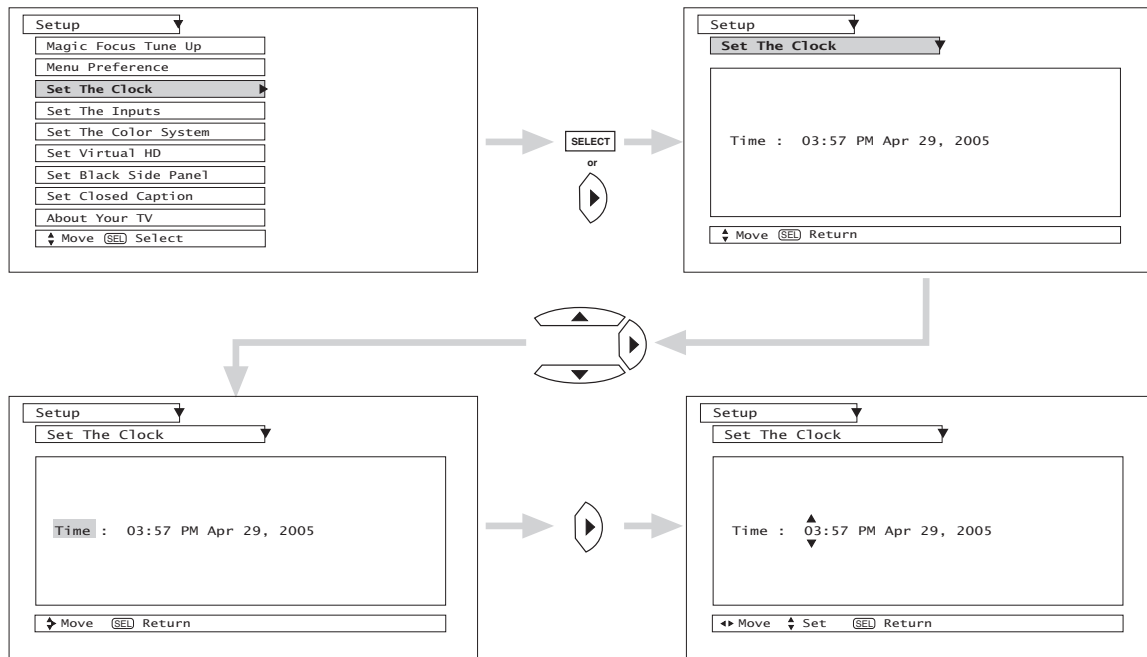 Setup
Magic Focus Tune Up
Menu Preference
Set The Clock
Set The Inputs
Set The Color System
Set Virtual HD
Set Black Side Panel
Set Closed Caption
About Your TV
Move SEL Select
SELECT
or
Setup
Set The Clock
Time : 03:57 PM Apr 29, 2005
Move SEL Return
Setup
Set The Clock
Time : 03:57 PM Apr 29, 2005
Move SEL Return
Setup
Set The Clock
Time : 03:57 PM Apr 29, 2005
Move Set SEL Return